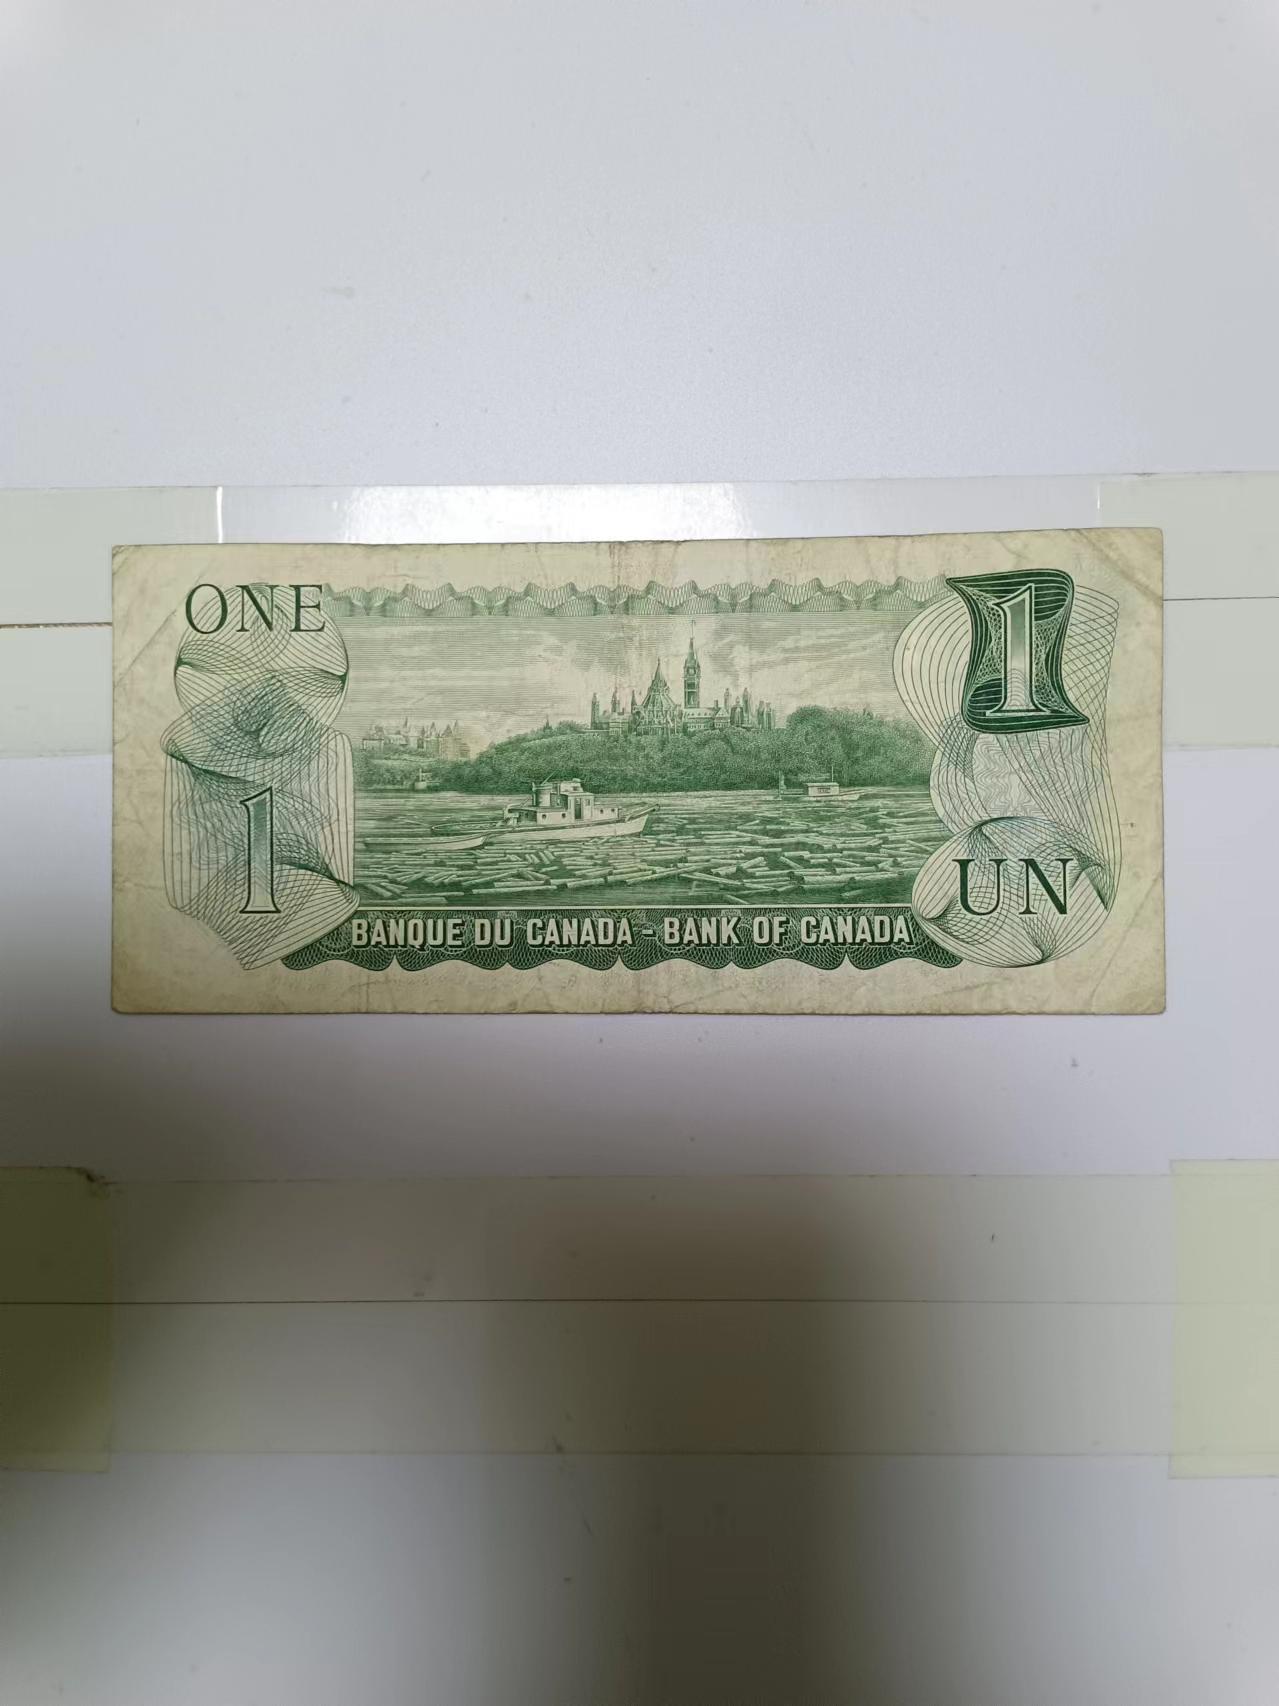 ONE
1
1
UN
BANQUE DU CANADA - BANK OF CANADA